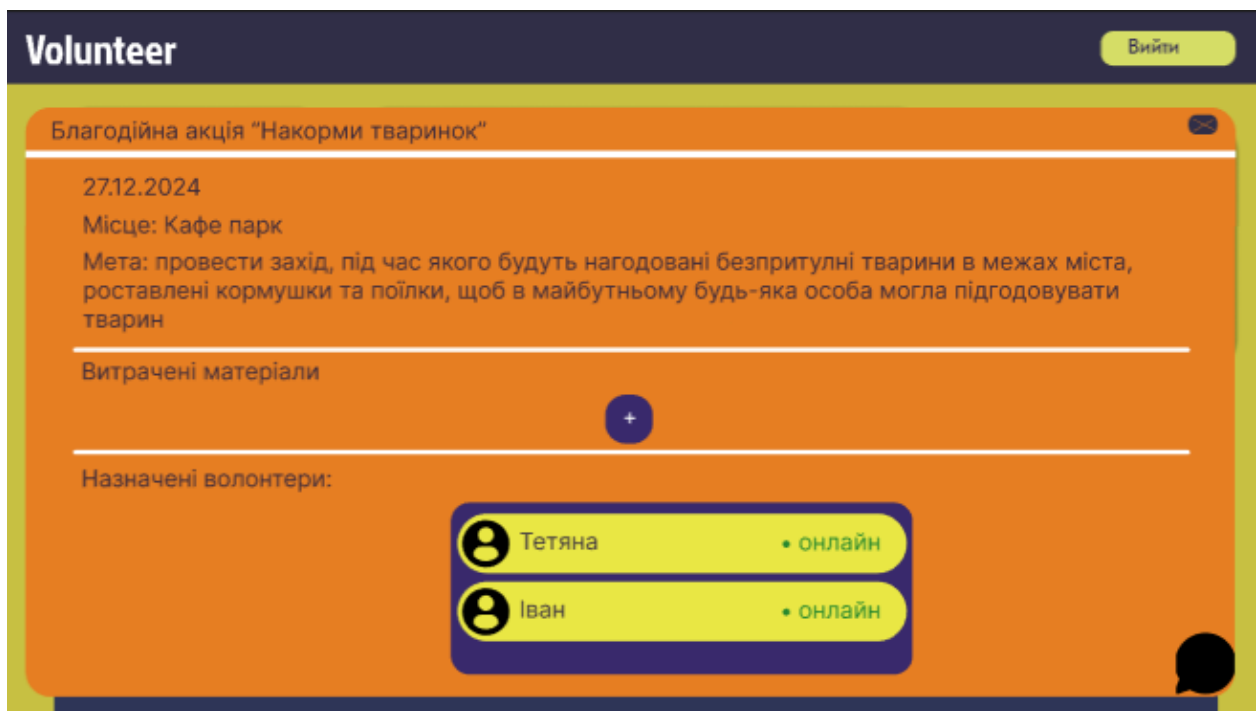 Volunteer
Вийти
Благодійна акція “Накорми тваринок”
27.12.2024
Місце: Кафе парк
Мета: провести захід, під час якого будуть нагодовані безпритулні тварини в межах міста,
роставлені кормушки та поїлки, щоб в майбутньому будь-яка особа могла підгодовувати
тварин
Витрачені матеріали
+
Назначені волонтери:
Тетяна • онлайн
Іван • онлайн